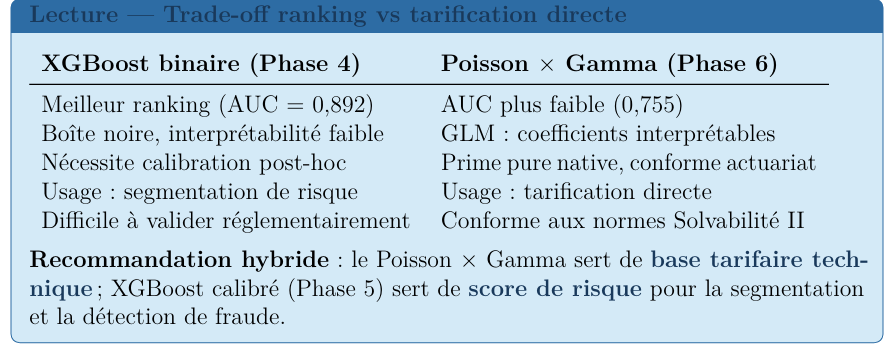 Lecture — Trade-off ranking vs tarification directe
XGBoost binaire (Phase 4) Poisson × Gamma (Phase 6)
Meilleur ranking (AUC = 0,892) AUC plus faible (0,755)
Boîte noire, interprétabilité faible GLM : coefficients interprétables
Nécessite calibration post-hoc Prime pure native, conforme actuariat
Usage : segmentation de risque Usage : tarification directe
Difficile à valider réglementairement Conforme aux normes Solvabilité II
Recommandation hybride : le Poisson × Gamma sert de base tarifaire tech-
nique ; XGBoost calibré (Phase 5) sert de score de risque pour la segmentation
et la détection de fraude.